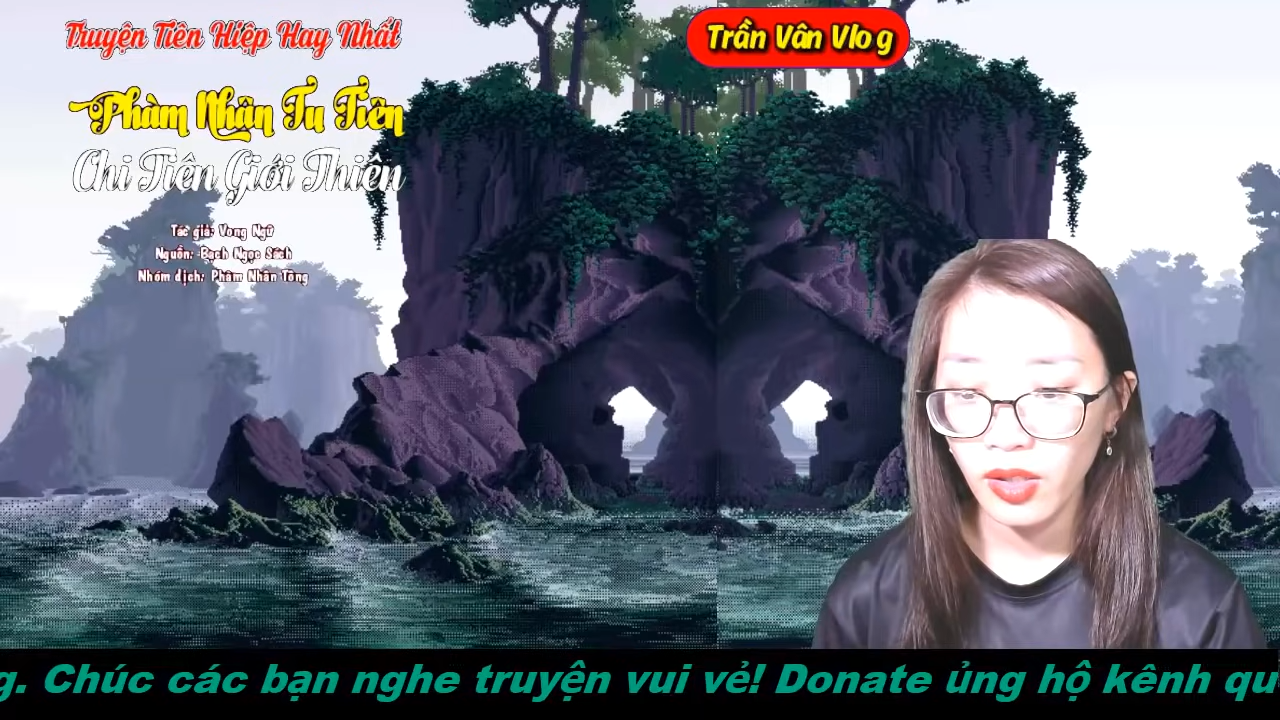 Truyện Tiên Hiệp Hay Nhất
Trần Vân Vlog
Phàm Nhân Tu Tiên
Chi Tiên Giới Thiên
Tác giả: Vong Ngữ
Nguồn: Bạch Ngọc Sách
Nhóm dịch: Phàm Nhân Tông
g. Chúc các bạn nghe truyện vui vẻ! Donate ủng hộ kênh qu